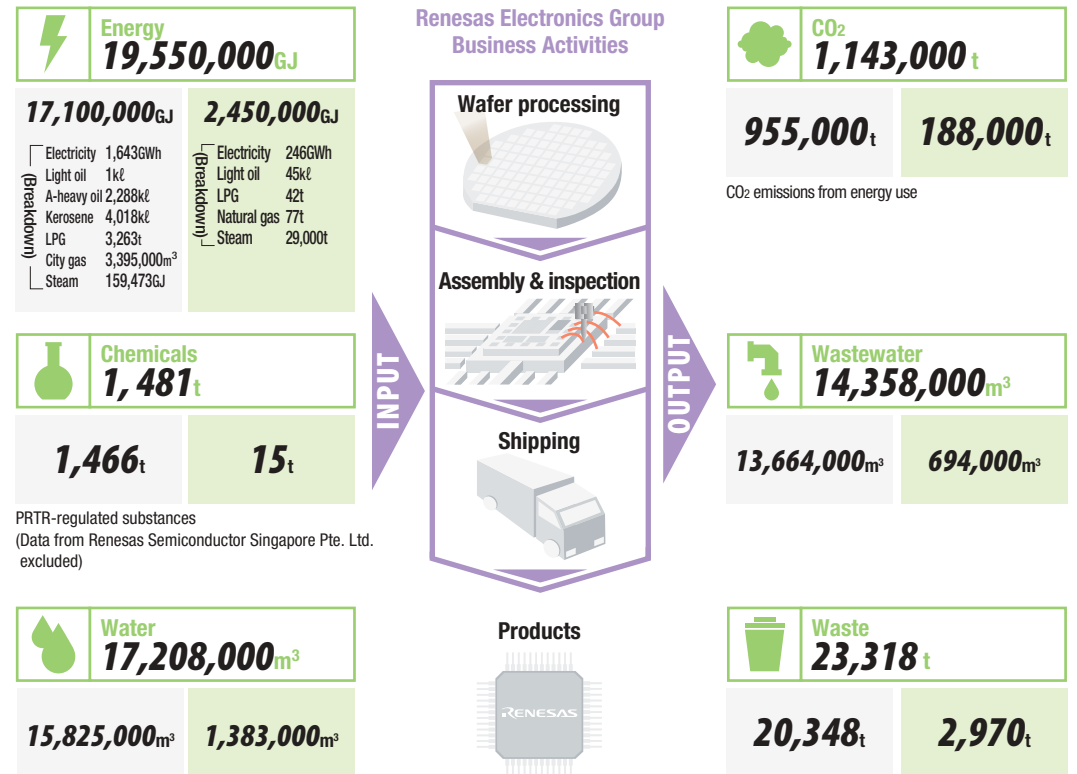 Energy
19,550,000GJ
17,100,000GJ
(Breakdown)
Electricity 1,643GWh
Light oil 1kℓ
A-heavy oil 2,288kℓ
Kerosene 4,018kℓ
LPG 3,263t
City gas 3,395,000m³
Steam 159,473GJ
2,450,000GJ
(Breakdown)
Electricity 246GWh
Light oil 45kℓ
LPG 42t
Natural gas 77t
Steam 29,000t
Chemicals
1,481t
1,466t
15t
PRTR-regulated substances
(Data from Renesas Semiconductor Singapore Pte. Ltd.
excluded)
Water
17,208,000m³
15,825,000m³
1,383,000m³
INPUT
Renesas Electronics Group
Business Activities
Wafer processing
Assembly & inspection
Shipping
Products
RENESAS
OUTPUT
CO2
1,143,000 t
955,000t
188,000t
CO2 emissions from energy use
Wastewater
14,358,000m³
13,664,000m³
694,000m³
Waste
23,318 t
20,348t
2,970t